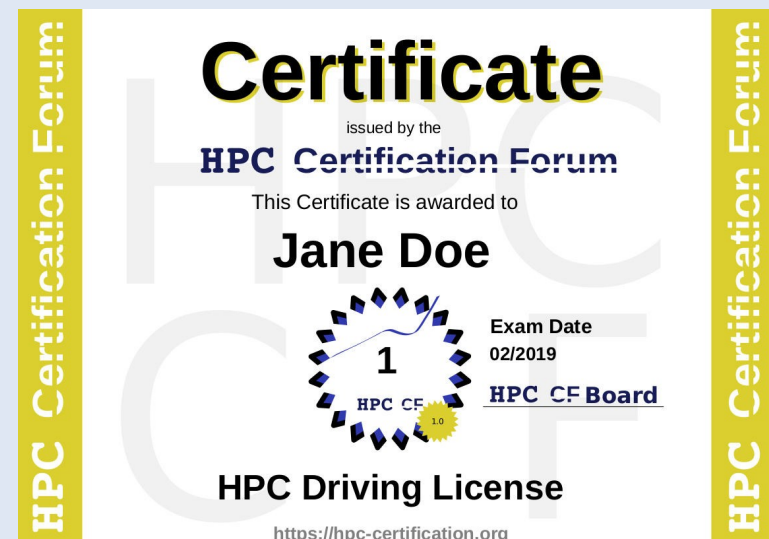 Certificate
issued by the
HPC Certification Forum
This Certificate is awarded to
Jane Doe
1
HPC CF
1.0
Exam Date
02/2019
HPC CF Board
HPC Driving License
https://hpc-certification.org
HPC Certification Forum
HPC Certification Forum
HPC
CF